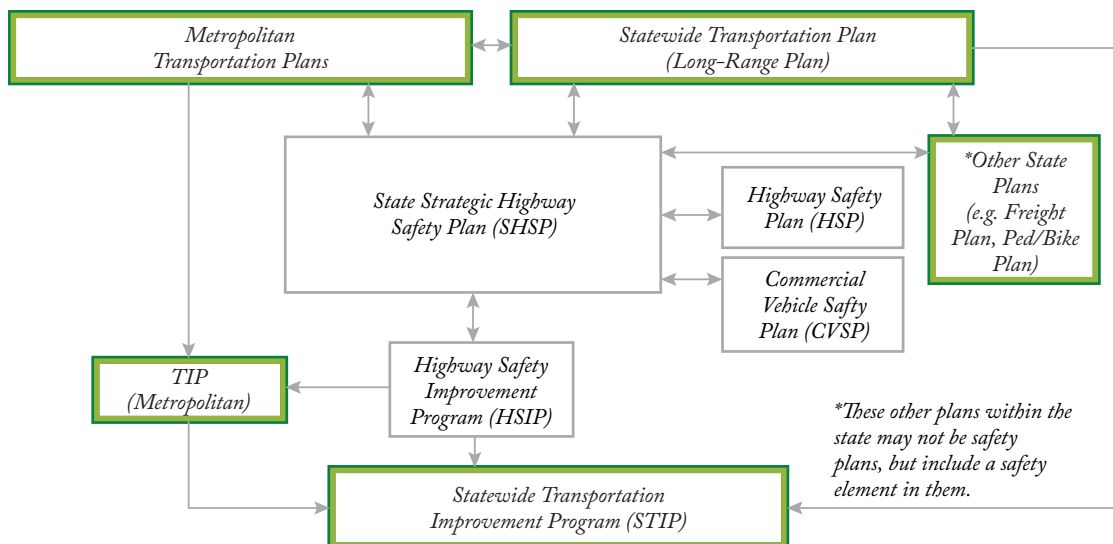 Metropolitan
Transportation Plans
Statewide Transportation Plan
(Long-Range Plan)
State Strategic Highway
Safety Plan (SHSP)
Highway Safety
Plan (HSP)
*Other State
Plans
(e.g. Freight
Plan, Ped/Bike
Plan)
Commercial
Vehicle Safty
Plan (CVSP)
TIP
(Metropolitan)
Highway Safety
Improvement
Program (HSIP)
*These other plans within the
state may not be safety
plans, but include a safety
element in them.
Statewide Transportation
Improvement Program (STIP)